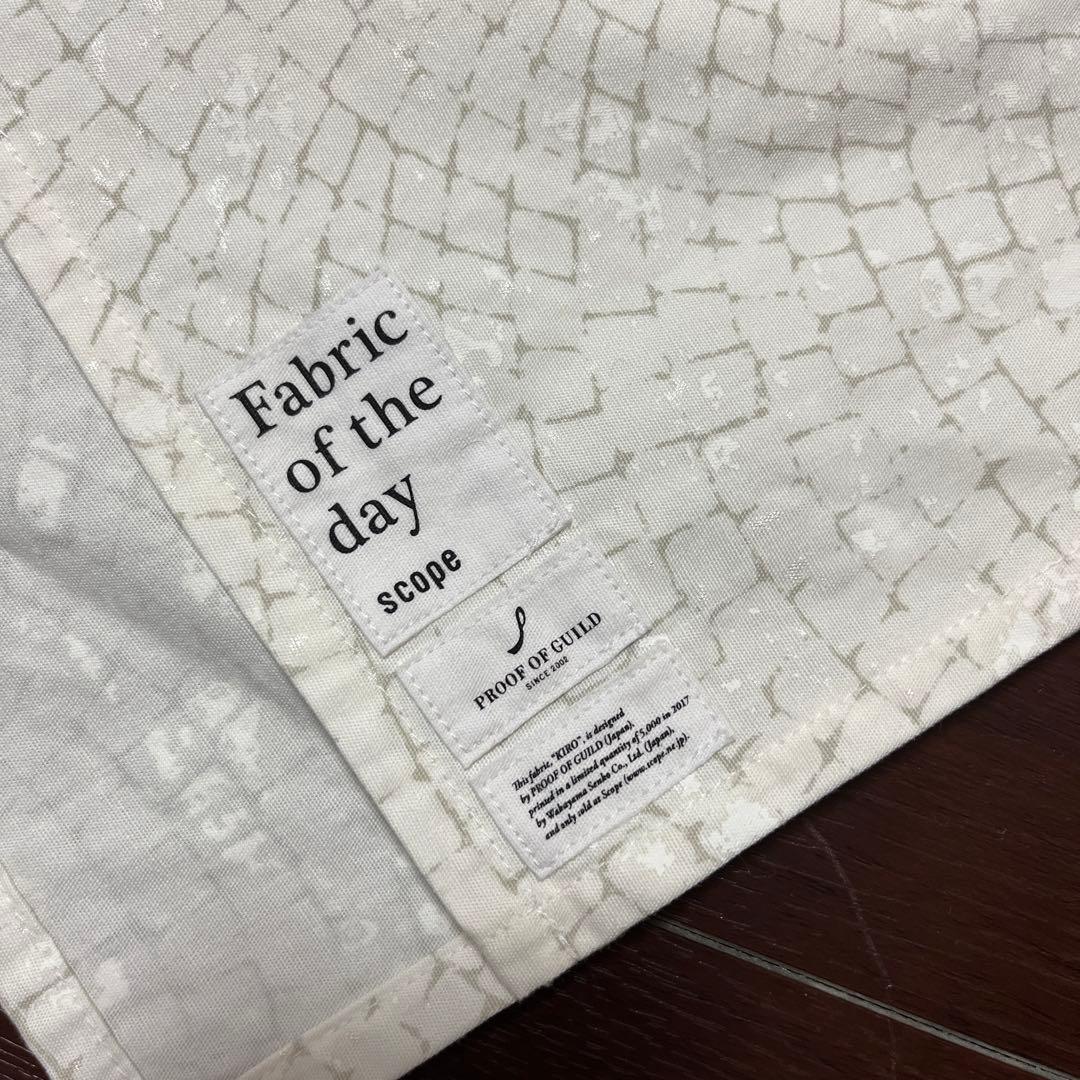 Fabric
of the
day
scope
PROOF OF GUILD
SINCE 2002
This fabric, "KIRO", is designed
by PROOF OF GUILD (Japan),
printed in a limited quantity of 5,000 in 2017
by Wakayama Senko Co., Ltd. (Japan),
and only sold at Scope (www.scope.ne.jp).